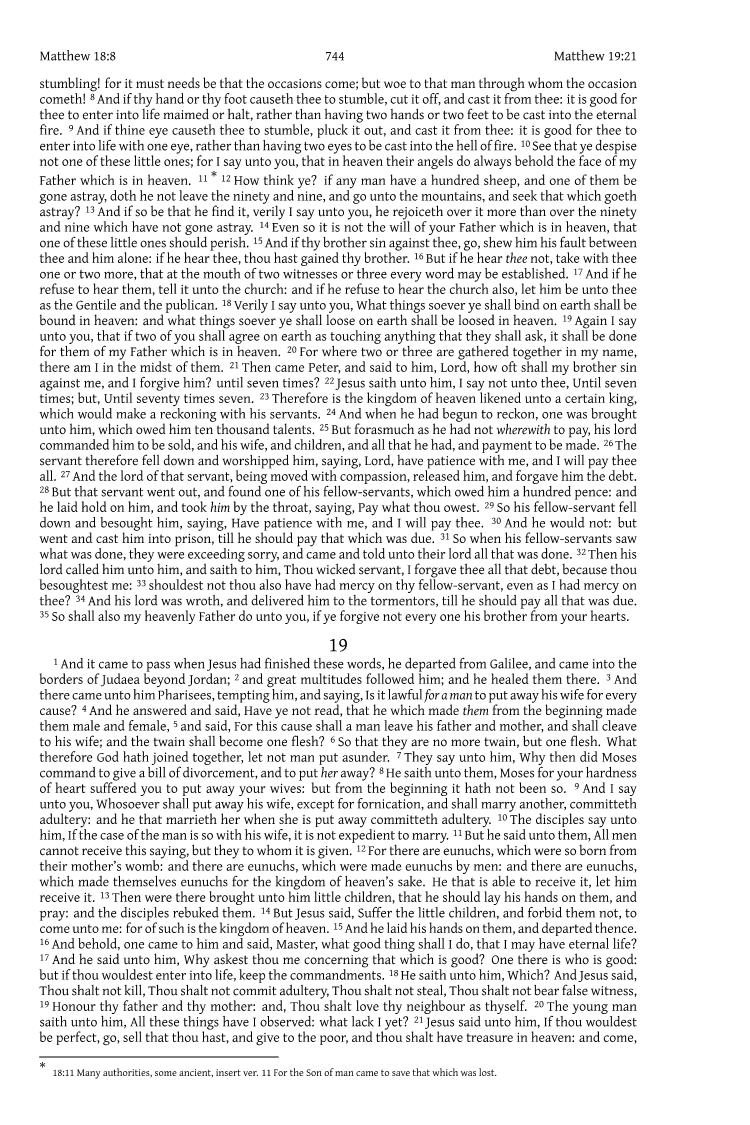 Matthew 18:8 744 Matthew 19:21
stumbling! for it must needs be that the occasions come; but woe to that man through whom the occasion
cometh! 8 And if thy hand or thy foot causeth thee to stumble, cut it off, and cast it from thee: it is good for
thee to enter into life maimed or halt, rather than having two hands or two feet to be cast into the eternal
fire. 9 And if thine eye causeth thee to stumble, pluck it out, and cast it from thee: it is good for thee to
enter into life with one eye, rather than having two eyes to be cast into the hell of fire. 10 See that ye despise
not one of these little ones; for I say unto you, that in heaven their angels do always behold the face of my
Father which is in heaven. 11 * 12 How think ye? if any man have a hundred sheep, and one of them be
gone astray, doth he not leave the ninety and nine, and go unto the mountains, and seek that which goeth
astray? 13 And if so be that he find it, verily I say unto you, he rejoiceth over it more than over the ninety
and nine which have not gone astray. 14 Even so it is not the will of your Father which is in heaven, that
one of these little ones should perish. 15 And if thy brother sin against thee, go, shew him his fault between
thee and him alone: if he hear thee, thou hast gained thy brother. 16 But if he hear thee not, take with thee
one or two more, that at the mouth of two witnesses or three every word may be established. 17 And if he
refuse to hear them, tell it unto the church: and if he refuse to hear the church also, let him be unto thee
as the Gentile and the publican. 18 Verily I say unto you, What things soever ye shall bind on earth shall be
bound in heaven: and what things soever ye shall loose on earth shall be loosed in heaven. 19 Again I say
unto you, that if two of you shall agree on earth as touching anything that they shall ask, it shall be done
for them of my Father which is in heaven. 20 For where two or three are gathered together in my name,
there am I in the midst of them. 21 Then came Peter, and said to him, Lord, how oft shall my brother sin
against me, and I forgive him? until seven times? 22 Jesus saith unto him, I say not unto thee, Until seven
times; but, Until seventy times seven. 23 Therefore is the kingdom of heaven likened unto a certain king,
which would make a reckoning with his servants. 24 And when he had begun to reckon, one was brought
unto him, which owed him ten thousand talents. 25 But forasmuch as he had not wherewith to pay, his lord
commanded him to be sold, and his wife, and children, and all that he had, and payment to be made. 26 The
servant therefore fell down and worshipped him, saying, Lord, have patience with me, and I will pay thee
all. 27 And the lord of that servant, being moved with compassion, released him, and forgave him the debt.
28 But that servant went out, and found one of his fellow-servants, which owed him a hundred pence: and
he laid hold on him, and took him by the throat, saying, Pay what thou owest. 29 So his fellow-servant fell
down and besought him, saying, Have patience with me, and I will pay thee. 30 And he would not: but
went and cast him into prison, till he should pay that which was due. 31 So when his fellow-servants saw
what was done, they were exceeding sorry, and came and told unto their lord all that was done. 32 Then his
lord called him unto him, and saith to him, Thou wicked servant, I forgave thee all that debt, because thou
besoughtest me: 33 shouldest not thou also have had mercy on thy fellow-servant, even as I had mercy on
thee? 34 And his lord was wroth, and delivered him to the tormentors, till he should pay all that was due.
35 So shall also my heavenly Father do unto you, if ye forgive not every one his brother from your hearts.
19
1 And it came to pass when Jesus had finished these words, he departed from Galilee, and came into the
borders of Judaea beyond Jordan; 2 and great multitudes followed him; and he healed them there. 3 And
there came unto him Pharisees, tempting him, and saying, Is it lawful for a man to put away his wife for every
cause? 4 And he answered and said, Have ye not read, that he which made them from the beginning made
them male and female, 5 and said, For this cause shall a man leave his father and mother, and shall cleave
to his wife; and the twain shall become one flesh? 6 So that they are no more twain, but one flesh. What
therefore God hath joined together, let not man put asunder. 7 They say unto him, Why then did Moses
command to give a bill of divorcement, and to put her away? 8 He saith unto them, Moses for your hardness
of heart suffered you to put away your wives: but from the beginning it hath not been so. 9 And I say
unto you, Whosoever shall put away his wife, except for fornication, and shall marry another, committeth
adultery: and he that marrieth her when she is put away committeth adultery. 10 The disciples say unto
him, If the case of the man is so with his wife, it is not expedient to marry. 11 But he said unto them, All men
cannot receive this saying, but they to whom it is given. 12 For there are eunuchs, which were so born from
their mother's womb: and there are eunuchs, which were made eunuchs by men: and there are eunuchs,
which made themselves eunuchs for the kingdom of heaven's sake. He that is able to receive it, let him
receive it. 13 Then were there brought unto him little children, that he should lay his hands on them, and
pray: and the disciples rebuked them. 14 But Jesus said, Suffer the little children, and forbid them not, to
come unto me: for of such is the kingdom of heaven. 15 And he laid his hands on them, and departed thence.
16 And behold, one came to him and said, Master, what good thing shall I do, that I may have eternal life?
17 And he said unto him, Why askest thou me concerning that which is good? One there is who is good:
but if thou wouldest enter into life, keep the commandments. 18 He saith unto him, Which? And Jesus said,
Thou shalt not kill, Thou shalt not commit adultery, Thou shalt not steal, Thou shalt not bear false witness,
19 Honour thy father and thy mother: and, Thou shalt love thy neighbour as thyself. 20 The young man
saith unto him, All these things have I observed: what lack I yet? 21 Jesus said unto him, If thou wouldest
be perfect, go, sell that thou hast, and give to the poor, and thou shalt have treasure in heaven: and come,
* 18:11 Many authorities, some ancient, insert ver. 11 For the Son of man came to save that which was lost.